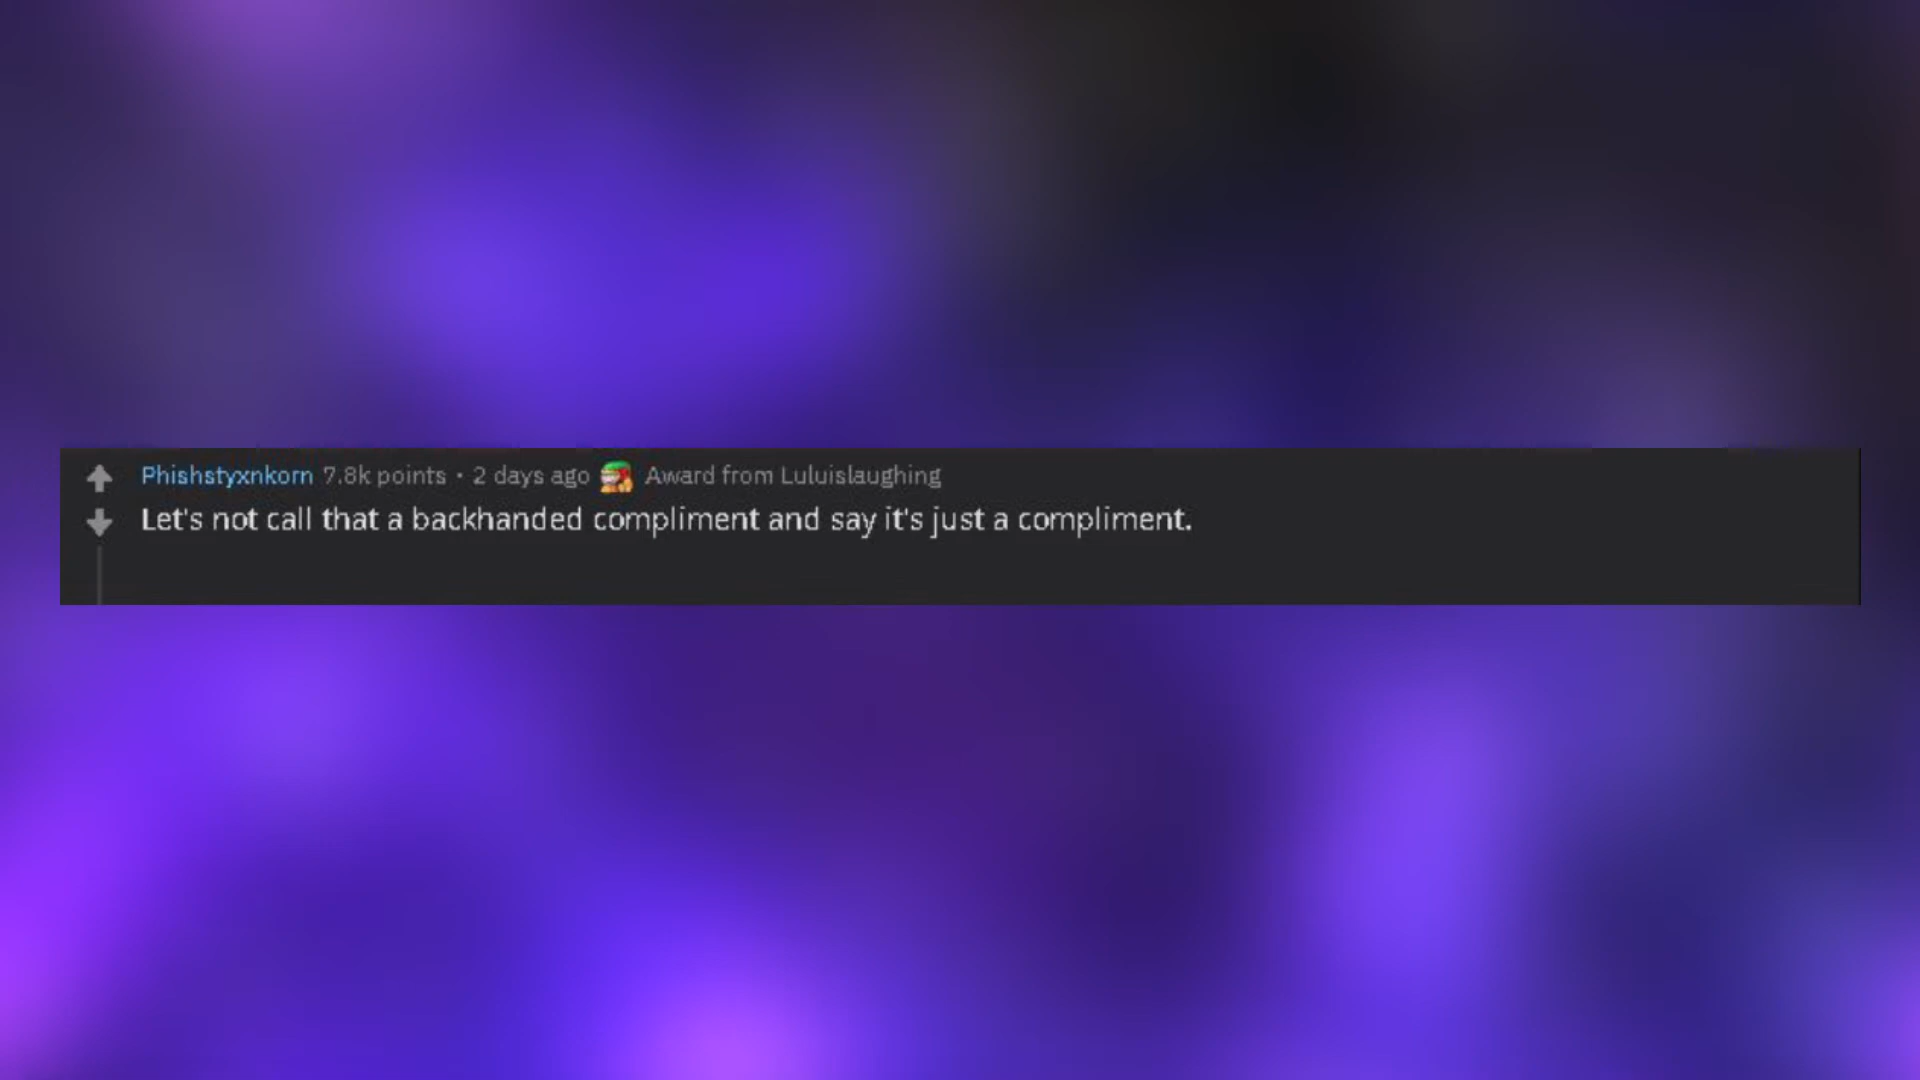 Phishstyxnkorn 7.8k points · 2 days ago Award from Luluislaughing
Let's not call that a backhanded compliment and say it's just a compliment.